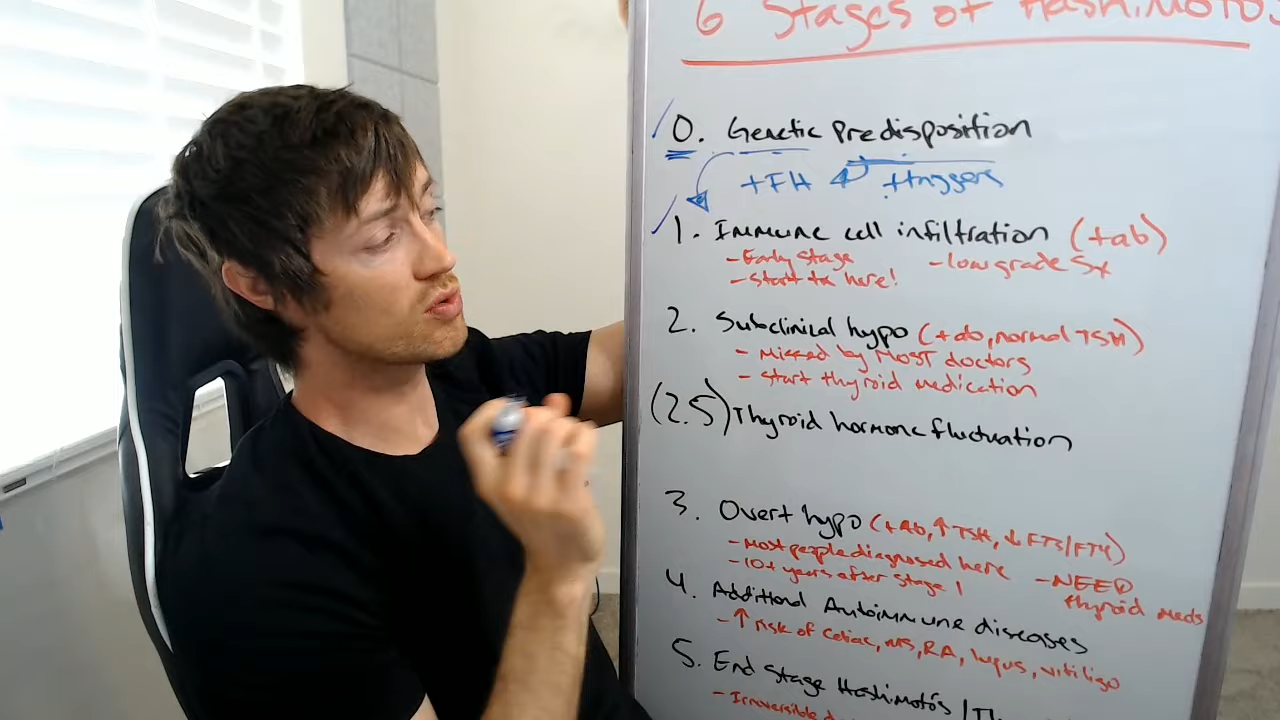 6 Stages of Hashimotos
0. Genetic predisposition
+FH triggers
1. Immune cell infiltration (+ab)
- Early stage - low grade Sx
- Start tx here!
2. Subclinical hypo (+ab, normal TSH)
- Missed by MOST doctors
- Start thyroid medication
(2.5) Thyroid hormone fluctuation
3. Overt hypo (+Ab, ↑TSH, ↓FT3/FT4)
- Most people diagnosed here
- 10+ years after Stage 1 - NEED thyroid meds
4. Additional Autoimmune diseases
- ↑ risk of Celiac, MS, RA, lupus, vitiligo
5. End Stage Hashimoto's / Th
- Irreversible d